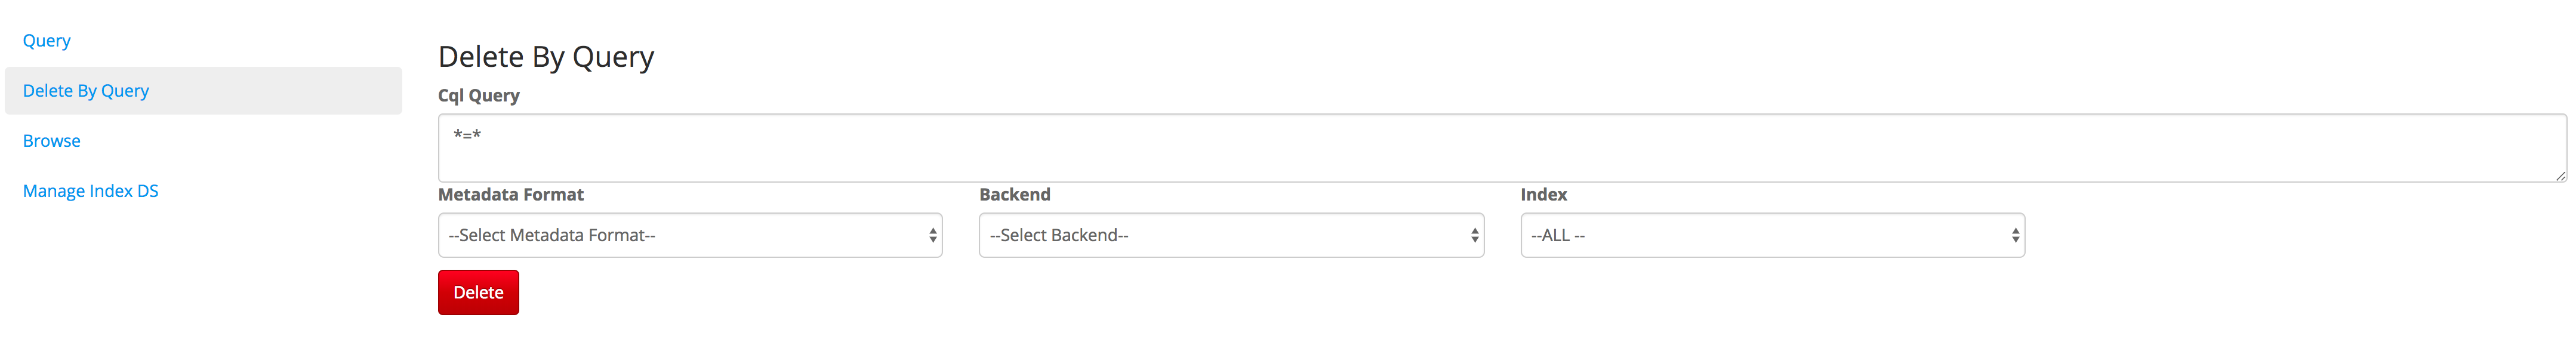 Query
Delete By Query
Browse
Manage Index DS
Delete By Query
Cql Query
*=*
Metadata Format Backend Index
--Select Metadata Format-- --Select Backend-- --ALL --
Delete